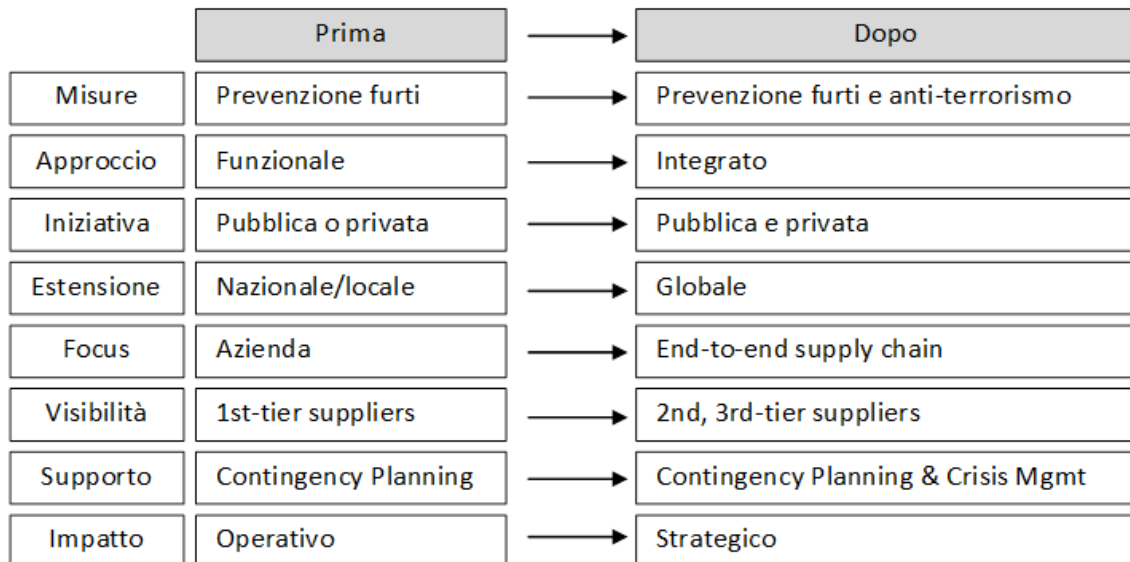 Prima Dopo
Misure Prevenzione furti Prevenzione furti e anti-terrorismo
Approccio Funzionale Integrato
Iniziativa Pubblica o privata Pubblica e privata
Estensione Nazionale/locale Globale
Focus Azienda End-to-end supply chain
Visibilità 1st-tier suppliers 2nd, 3rd-tier suppliers
Supporto Contingency Planning Contingency Planning & Crisis Mgmt
Impatto Operativo Strategico